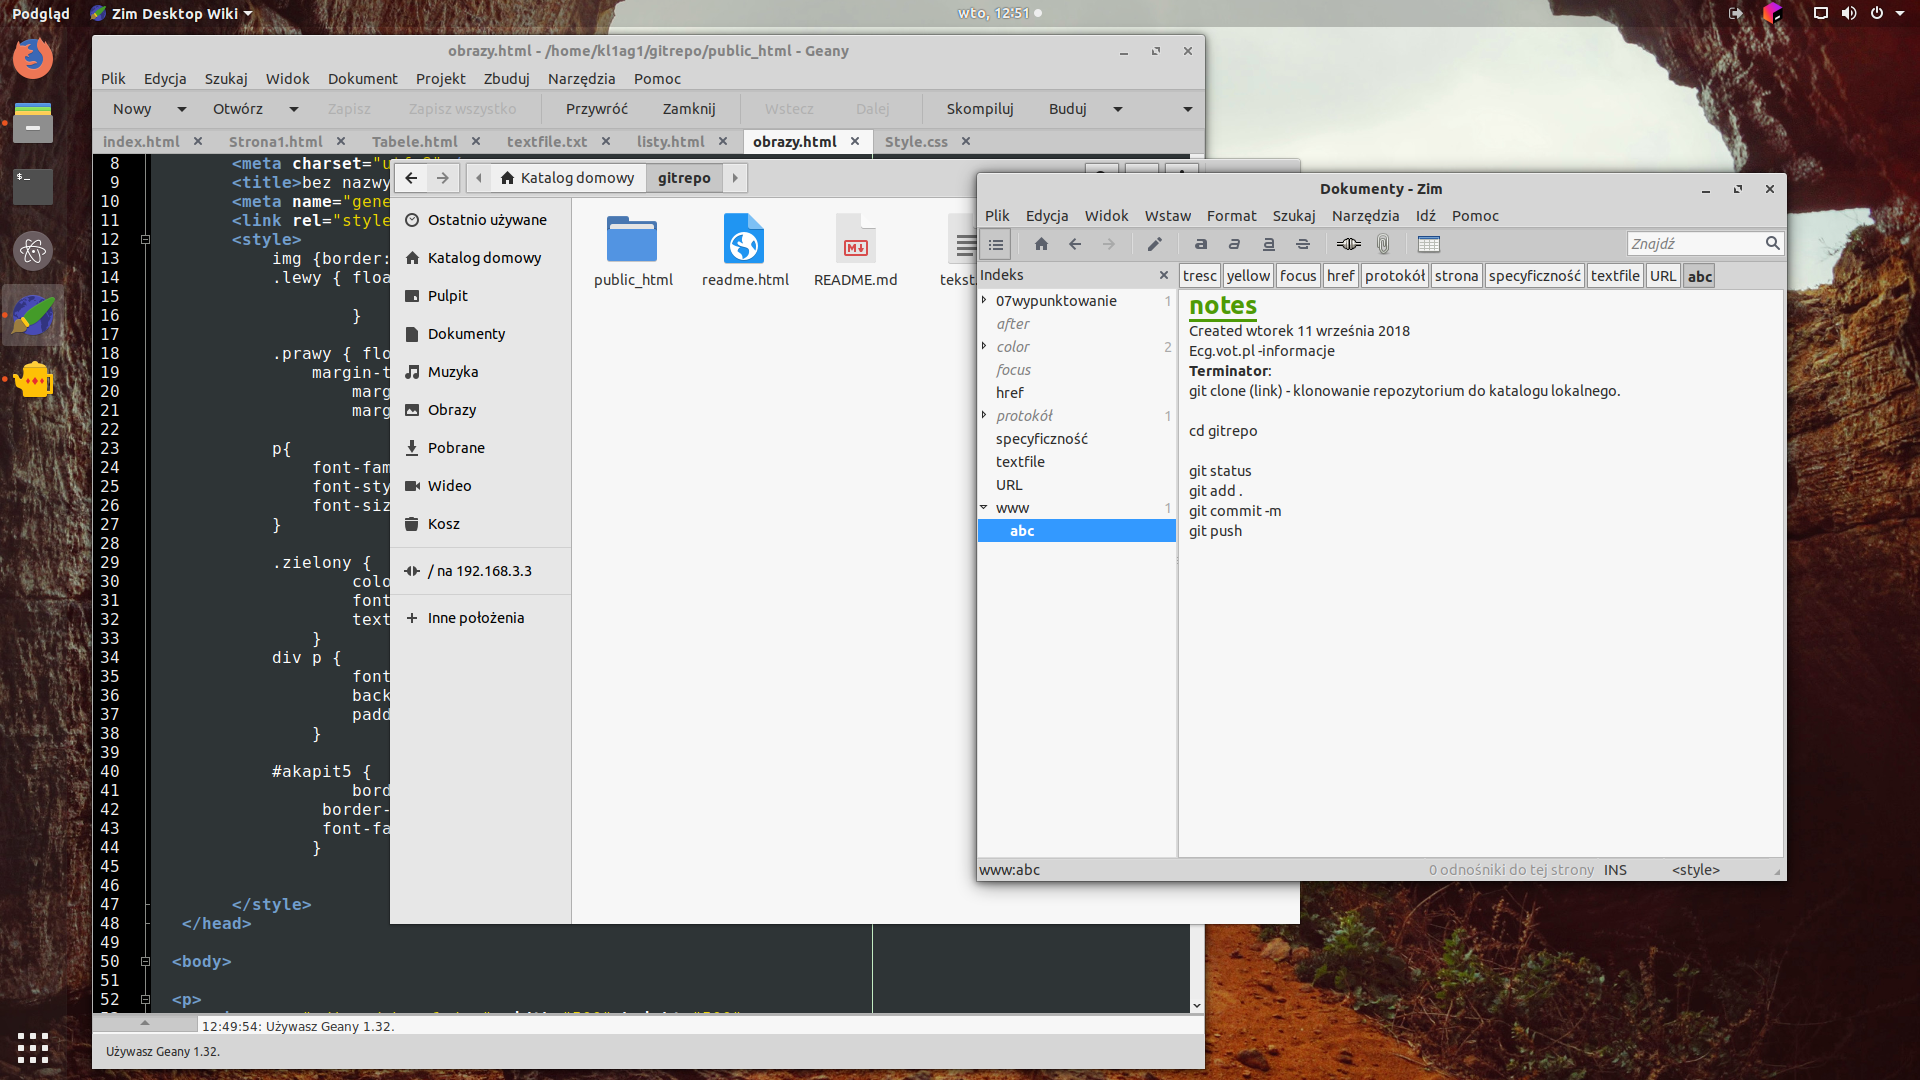 Podgląd
Zim Desktop Wiki
wto, 12:51
obrazy.html - /home/kl1ag1/gitrepo/public_html - Geany
Plik Edycja Szukaj Widok Dokument Projekt Zbuduj Narzędzia Pomoc
Nowy Otwórz Zapisz Zapisz wszystko Przywróć Zamknij Wstecz Dalej Skompiluj Buduj
index.html Strona1.html Tabele.html textfile.txt listy.html obrazy.html Style.css
8 <meta charset="
9 <title>bez nazwy
10 <meta name="gene
11 <link rel="style
12 <style>
13 img {border:
14 .lewy { floa
15
16 }
17
18 .prawy { flo
19 margin-t
20 marg
21 marg
22
23 p{
24 font-fam
25 font-sty
26 font-siz
27 }
28
29 .zielony {
30 colo
31 font
32 text
33 }
34 div p {
35 font
36 back
37 padd
38 }
39
40 #akapit5 {
41 bord
42 border-
43 font-fa
44 }
45
46
47 </style>
48 </head>
49
50 <body>
51
52 <p>
12:49:54: Używasz Geany 1.32.
Używasz Geany 1.32.
Katalog domowy gitrepo
Ostatnio używane
Katalog domowy
Pulpit
Dokumenty
Muzyka
Obrazy
Pobrane
Wideo
Kosz
/ na 192.168.3.3
Inne położenia
public_html readme.html README.md tekst.
Dokumenty - Zim
Plik Edycja Widok Wstaw Format Szukaj Narzędzia Idź Pomoc
a a a a Znajdź
Indeks
tresc yellow focus href protokół strona specyficzność textfile URL abc
07wypunktowanie 1
after
color 2
focus
href
protokół 1
specyficzność
textfile
URL
www 1
abc
notes
Created wtorek 11 września 2018
Ecg.vot.pl -informacje
Terminator:
git clone (link) - klonowanie repozytorium do katalogu lokalnego.
cd gitrepo
git status
git add .
git commit -m
git push
www:abc
0 odnośniki do tej strony INS <style>